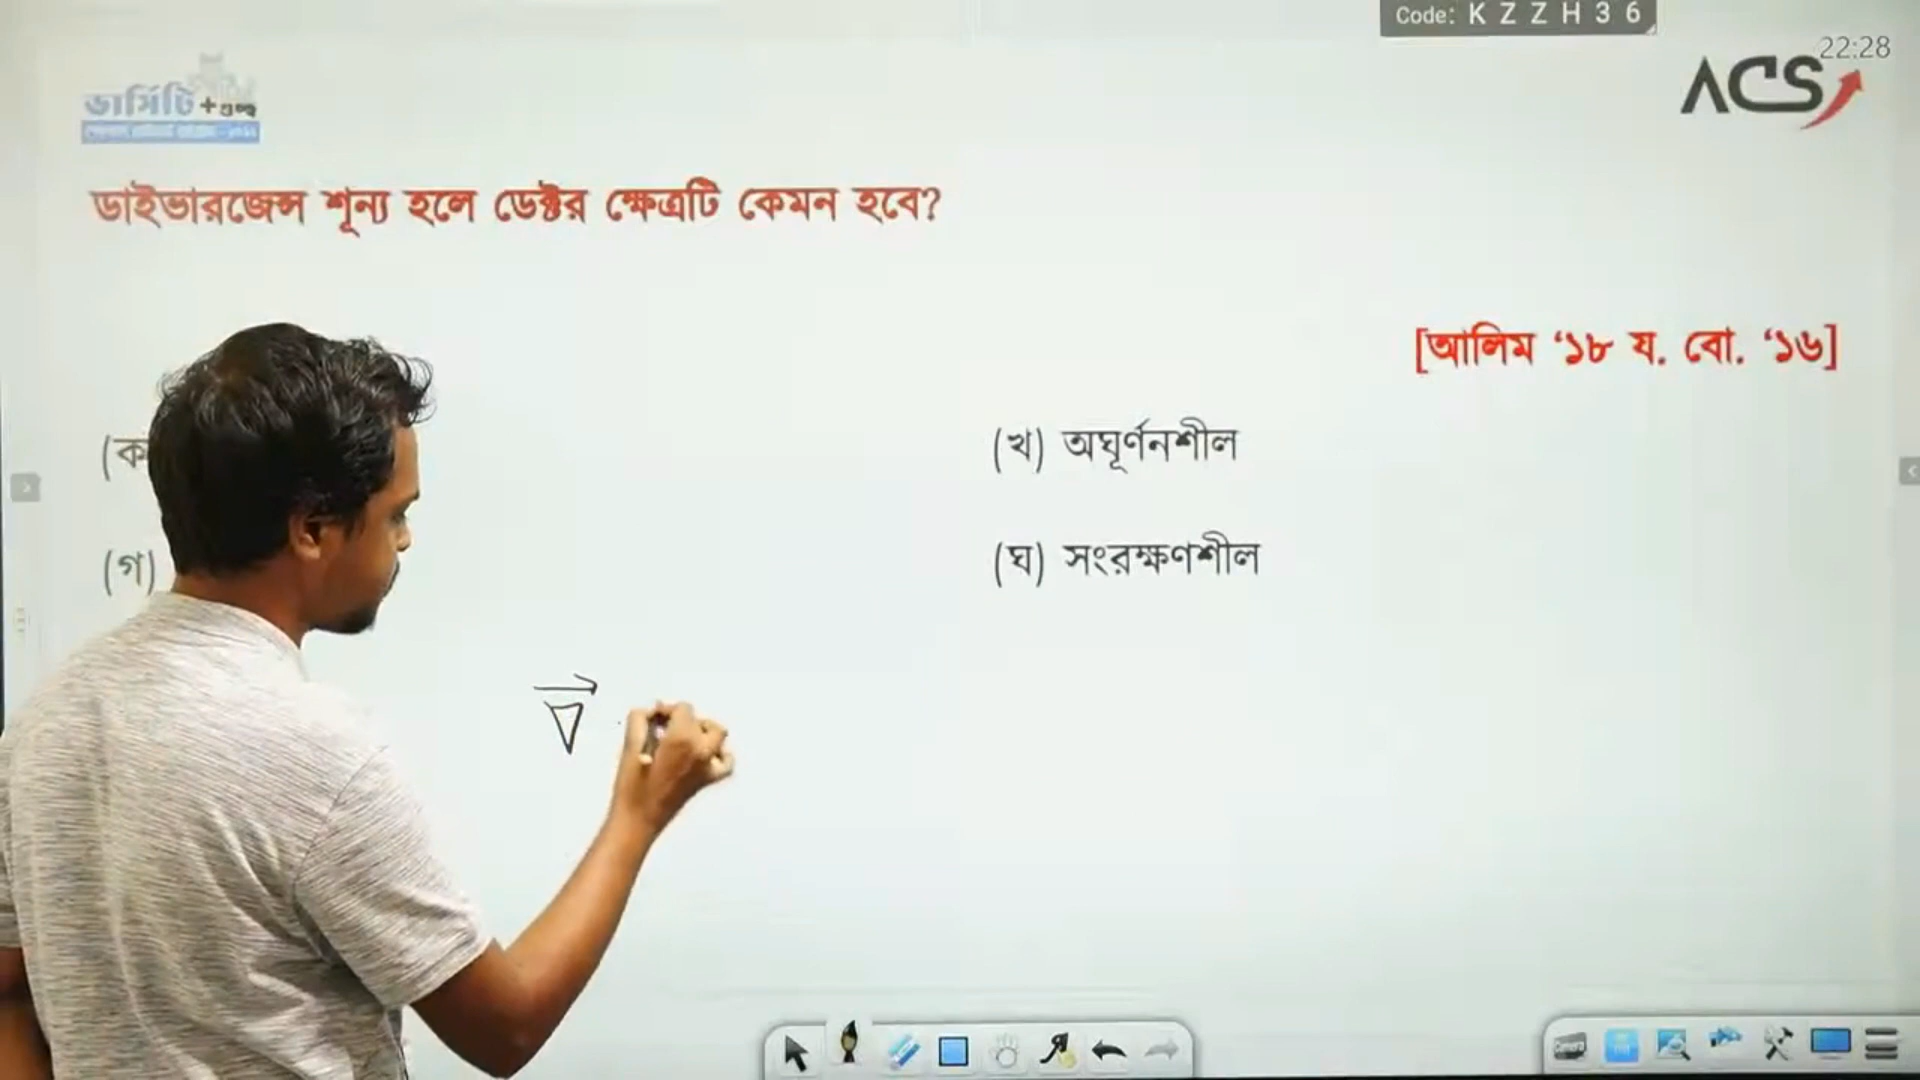 Code: K Z Z H 3 6
22:28
ভার্সিটি +
ACS
ডাইভারজেন্স শূন্য হলে ভেক্টর ক্ষেত্রটি কেমন হবে?
[আলিম ‘১৮ য. বো. ‘১৬]
(ক
(খ) অঘূর্ণনশীল
(গ)
(ঘ) সংরক্ষণশীল
∇⃗
Camera